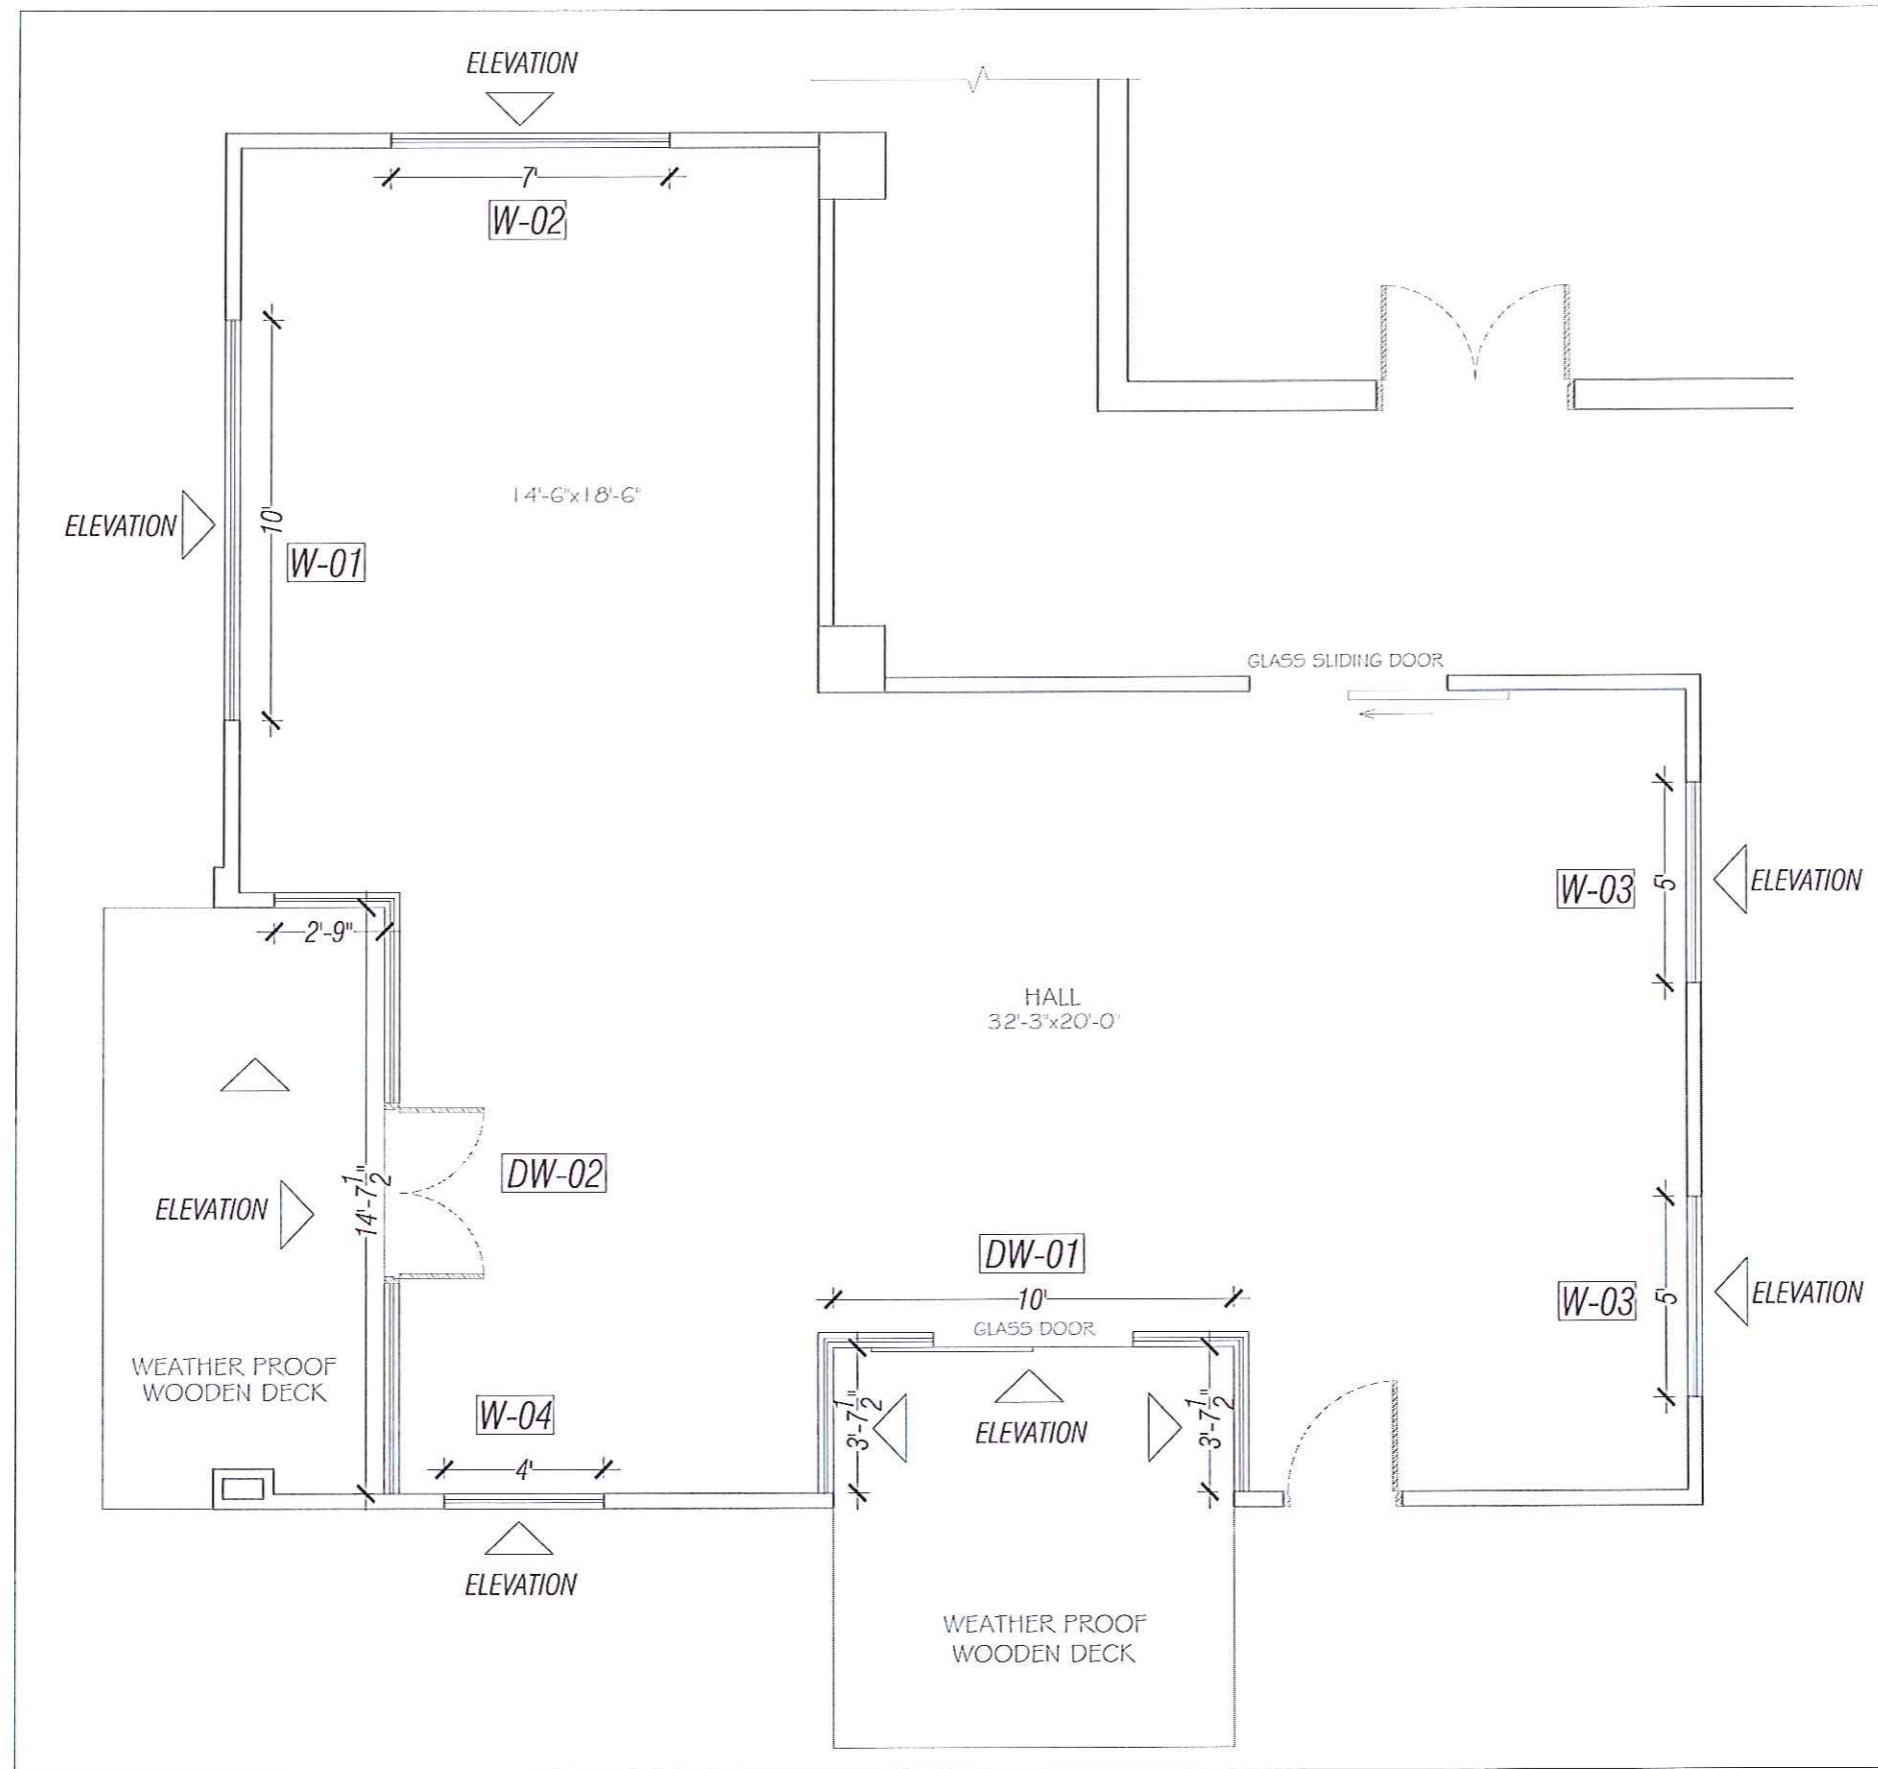 ELEVATION
7'
W-02
14'-6"x18'-6"
ELEVATION
10'
W-01
GLASS SLIDING DOOR
W-03
5'
ELEVATION
2'-9"
HALL
32'-3"x20'-0"
ELEVATION
14'-7 1/2"
DW-02
DW-01
10'
GLASS DOOR
W-03
5'
ELEVATION
WEATHER PROOF
WOODEN DECK
W-04
4'
3'-7 1/2"
ELEVATION
3'-7 1/2"
ELEVATION
WEATHER PROOF
WOODEN DECK